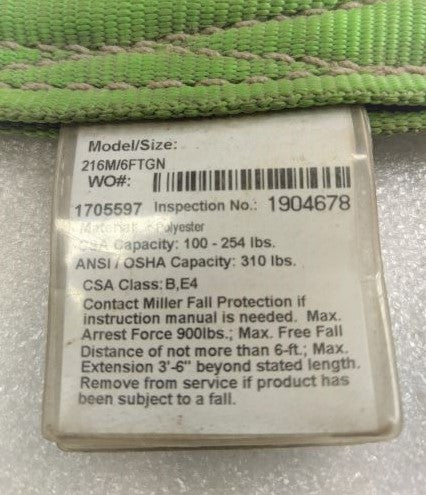 Model/Size:
216M/6FTGN
WO#:
1705597 Inspection No.: 1904678
Material: Polyester
CSA Capacity: 100 - 254 lbs.
ANSI / OSHA Capacity: 310 lbs.
CSA Class: B,E4
Contact Miller Fall Protection if
instruction manual is needed. Max.
Arrest Force 900lbs.; Max. Free Fall
Distance of not more than 6-ft.; Max.
Extension 3'-6" beyond stated length.
Remove from service if product has
been subject to a fall.